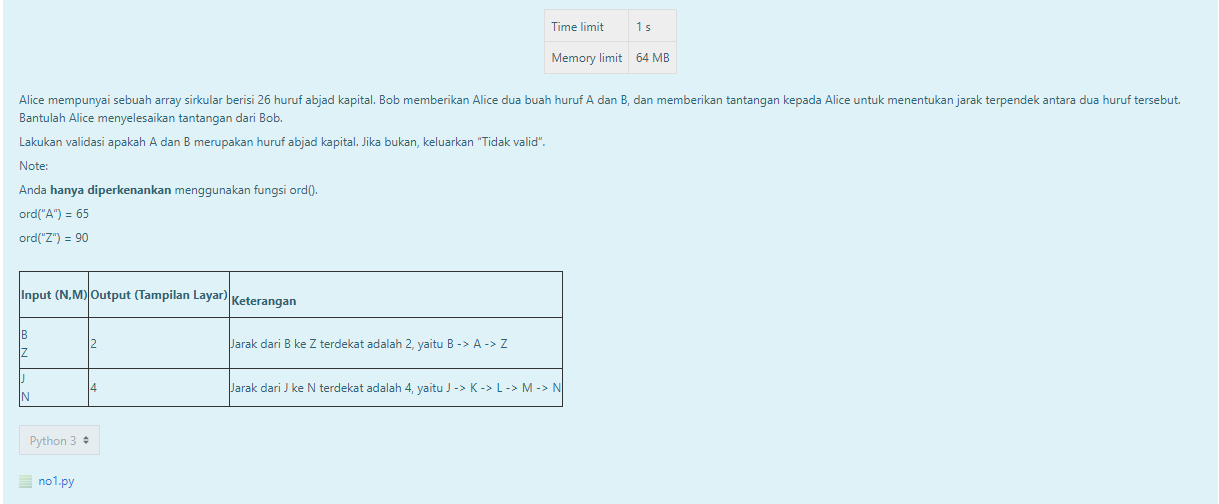 Time limit 1 s
Memory limit 64 MB
Alice mempunyai sebuah array sirkular berisi 26 huruf abjad kapital. Bob memberikan Alice dua buah huruf A dan B, dan memberikan tantangan kepada Alice untuk menentukan jarak terpendek antara dua huruf tersebut.
Bantulah Alice menyelesaikan tantangan dari Bob.
Lakukan validasi apakah A dan B merupakan huruf abjad kapital. Jika bukan, keluarkan “Tidak valid”.
Note:
Anda hanya diperkenankan menggunakan fungsi ord().
ord(“A”) = 65
ord(“Z”) = 90
Input (N,M) Output (Tampilan Layar) Keterangan
B
Z
2
Jarak dari B ke Z terdekat adalah 2, yaitu B -> A -> Z
J
N
4
Jarak dari J ke N terdekat adalah 4, yaitu J -> K -> L -> M -> N
Python 3
no1.py